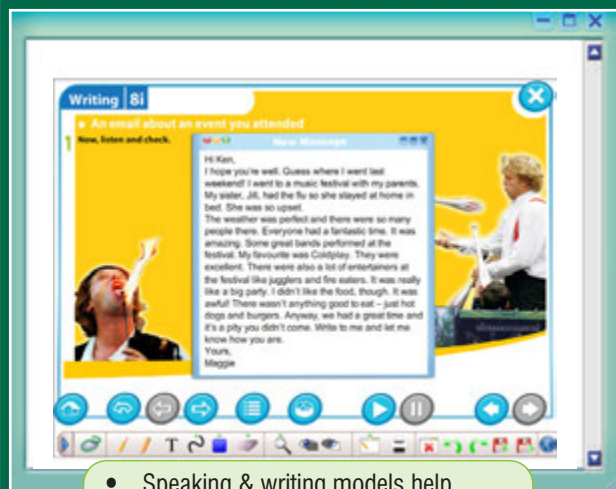 Writing 8i
An email about an event you attended
1 Now, listen and check.
New Message
Hi Ken,
I hope you're well. Guess where I went last
weekend! I went to a music festival with my parents.
My sister, Jill, had the flu so she stayed at home in
bed. She was so upset.
The weather was perfect and there were so many
people there. Everyone had a fantastic time. It was
amazing. Some great bands performed at the
festival. My favourite was Coldplay. They were
excellent. There were also a lot of entertainers at
the festival like jugglers and fire eaters. It was really
like a big party. I didn't like the food, though. It was
awful! There wasn't anything good to eat – just hot
dogs and burgers. Anyway, we had a great time and
it's a pity you didn't come. Write to me and let me
know how you are.
Yours,
Maggie
T
• Speaking & writing models help